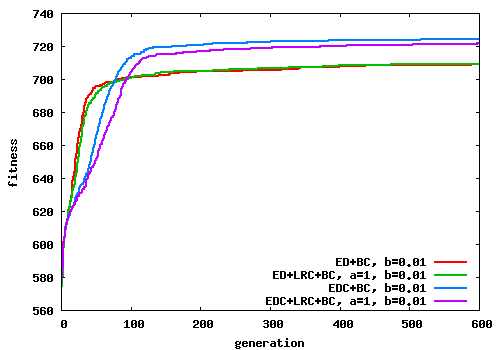 740
720
700
680
660
640
620
600
580
560
fitness
ED+BC, b=0.01
ED+LRC+BC, a=1, b=0.01
EDC+BC, b=0.01
EDC+LRC+BC, a=1, b=0.01
0 100 200 300 400 500 600
generation